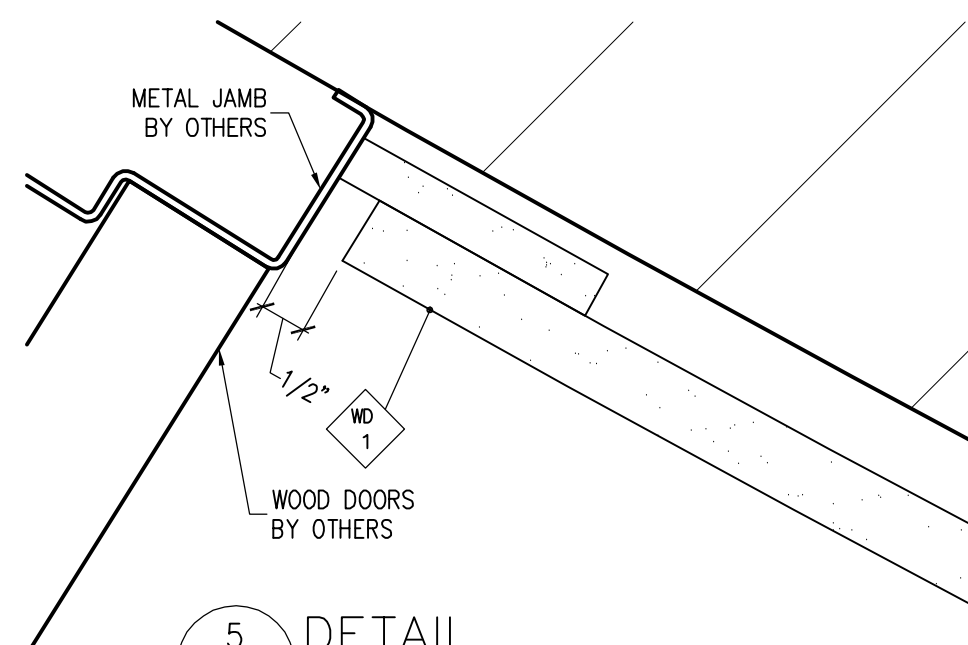 METAL JAMB
BY OTHERS
1/2"
WD
1
WOOD DOORS
BY OTHERS
5
DETAIL